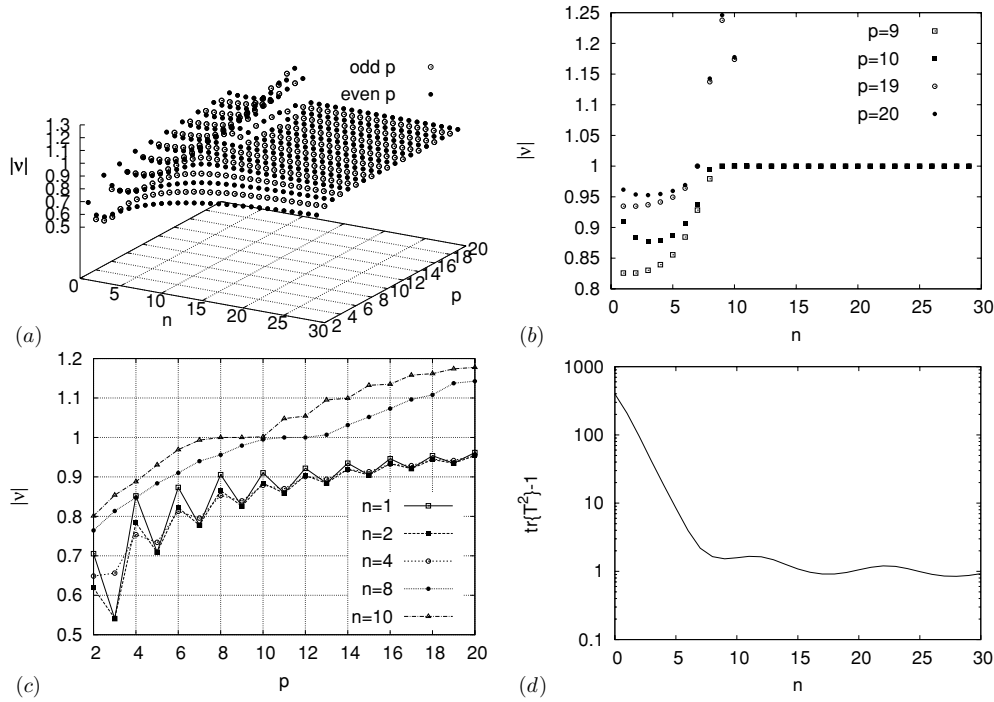 odd p
even p
|ν|
1.3
1.2
1.1
1
0.9
0.8
0.7
0.6
0.5
0
5
10
15
20
25
30
n
2
4
6
8
10
12
14
16
18
20
p
(a)
1.25
1.2
1.15
1.1
1.05
1
0.95
0.9
0.85
0.8
|ν|
p=9
p=10
p=19
p=20
0 5 10 15 20 25 30
n
(b)
1.2
1.1
1
0.9
0.8
0.7
0.6
0.5
|ν|
n=1
n=2
n=4
n=8
n=10
2 4 6 8 10 12 14 16 18 20
p
(c)
1000
100
10
1
0.1
tr{T²}-1
0 5 10 15 20 25 30
n
(d)